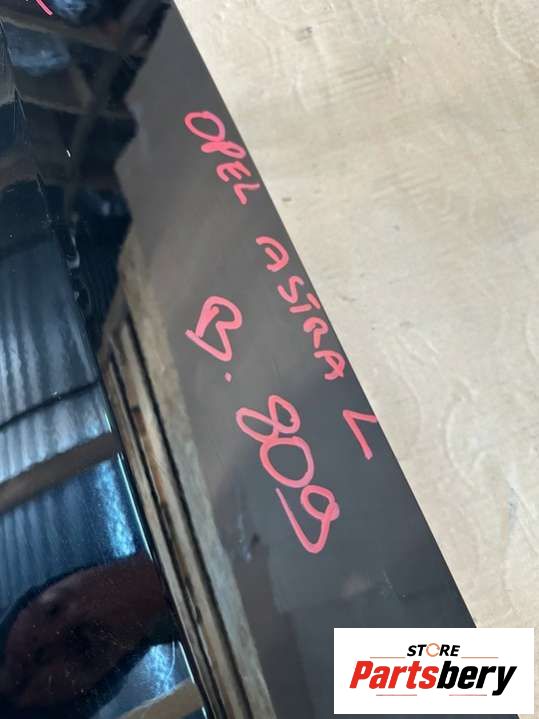 OPEL ASTRA L
B. 809
STORE
Partsbery